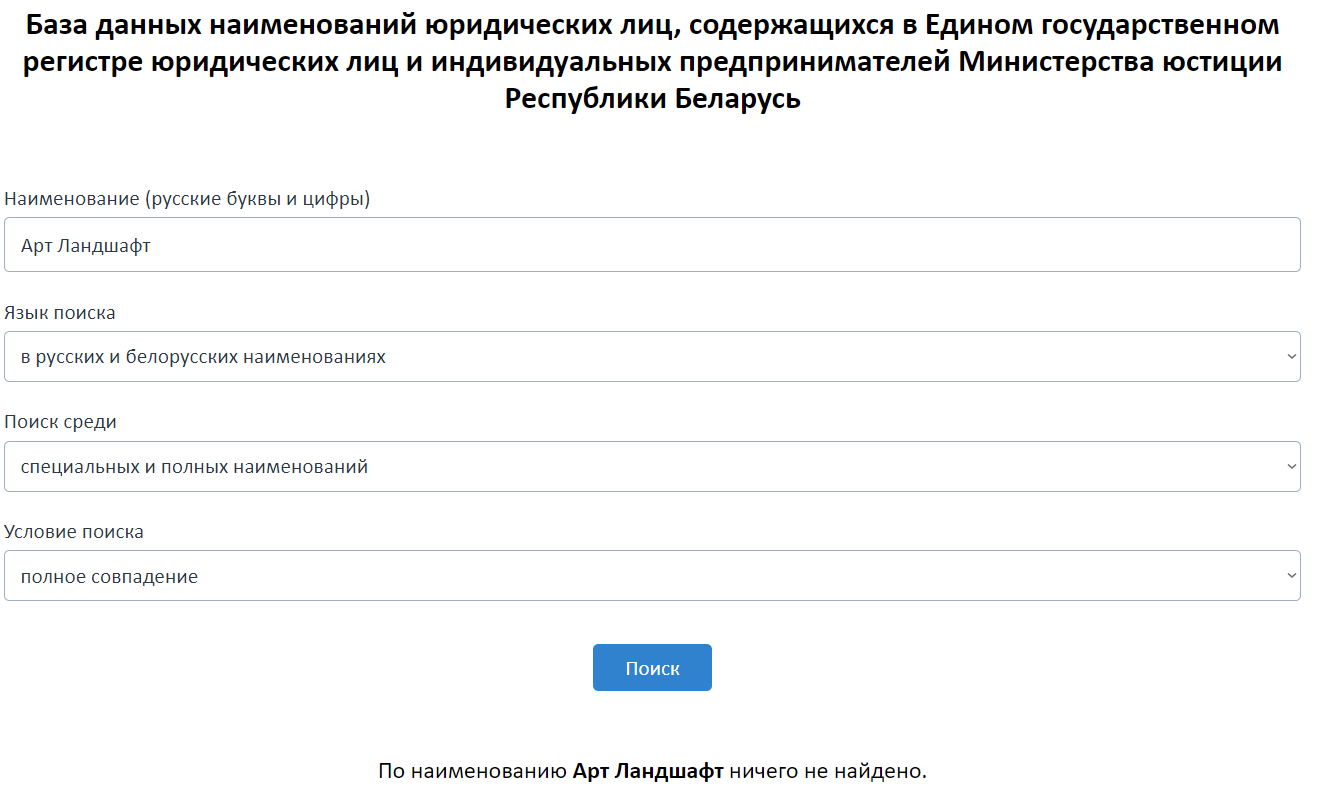 База данных наименований юридических лиц, содержащихся в Едином государственном
регистре юридических лиц и индивидуальных предпринимателей Министерства юстиции
Республики Беларусь
Наименование (русские буквы и цифры)
Арт Ландшафт
Язык поиска
в русских и белорусских наименованиях
Поиск среди
специальных и полных наименований
Условие поиска
полное совпадение
Поиск
По наименованию Арт Ландшафт ничего не найдено.